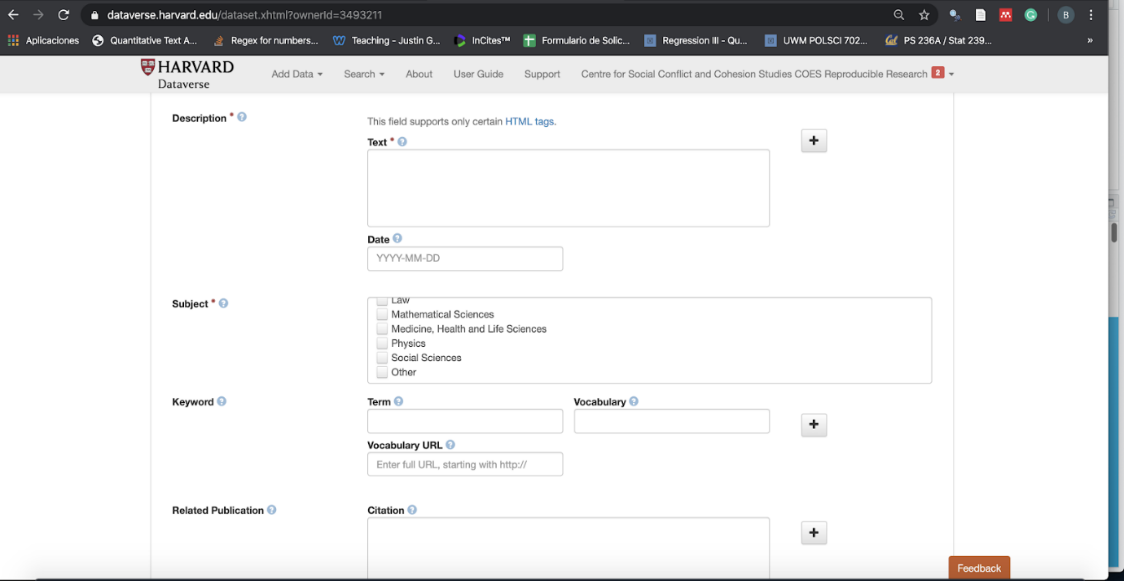 dataverse.harvard.edu/dataset.xhtml?ownerId=3493211
B
Aplicaciones Quantitative Text A... Regex for numbers... Teaching - Justin G... InCites™ Formulario de Solic... Regression III - Qu... UWM POLSCI 702... PS 236A / Stat 239... »
HARVARD
Dataverse
Add Data Search About User Guide Support Centre for Social Conflict and Cohesion Studies COES Reproducible Research 2
Description * ?
This field supports only certain HTML tags.
Text * ?
+
Date ?
YYYY-MM-DD
Subject * ?
Law
Mathematical Sciences
Medicine, Health and Life Sciences
Physics
Social Sciences
Other
Keyword ?
Term ? Vocabulary ?
+
Vocabulary URL ?
Enter full URL, starting with http://
Related Publication ? Citation ?
+
Feedback